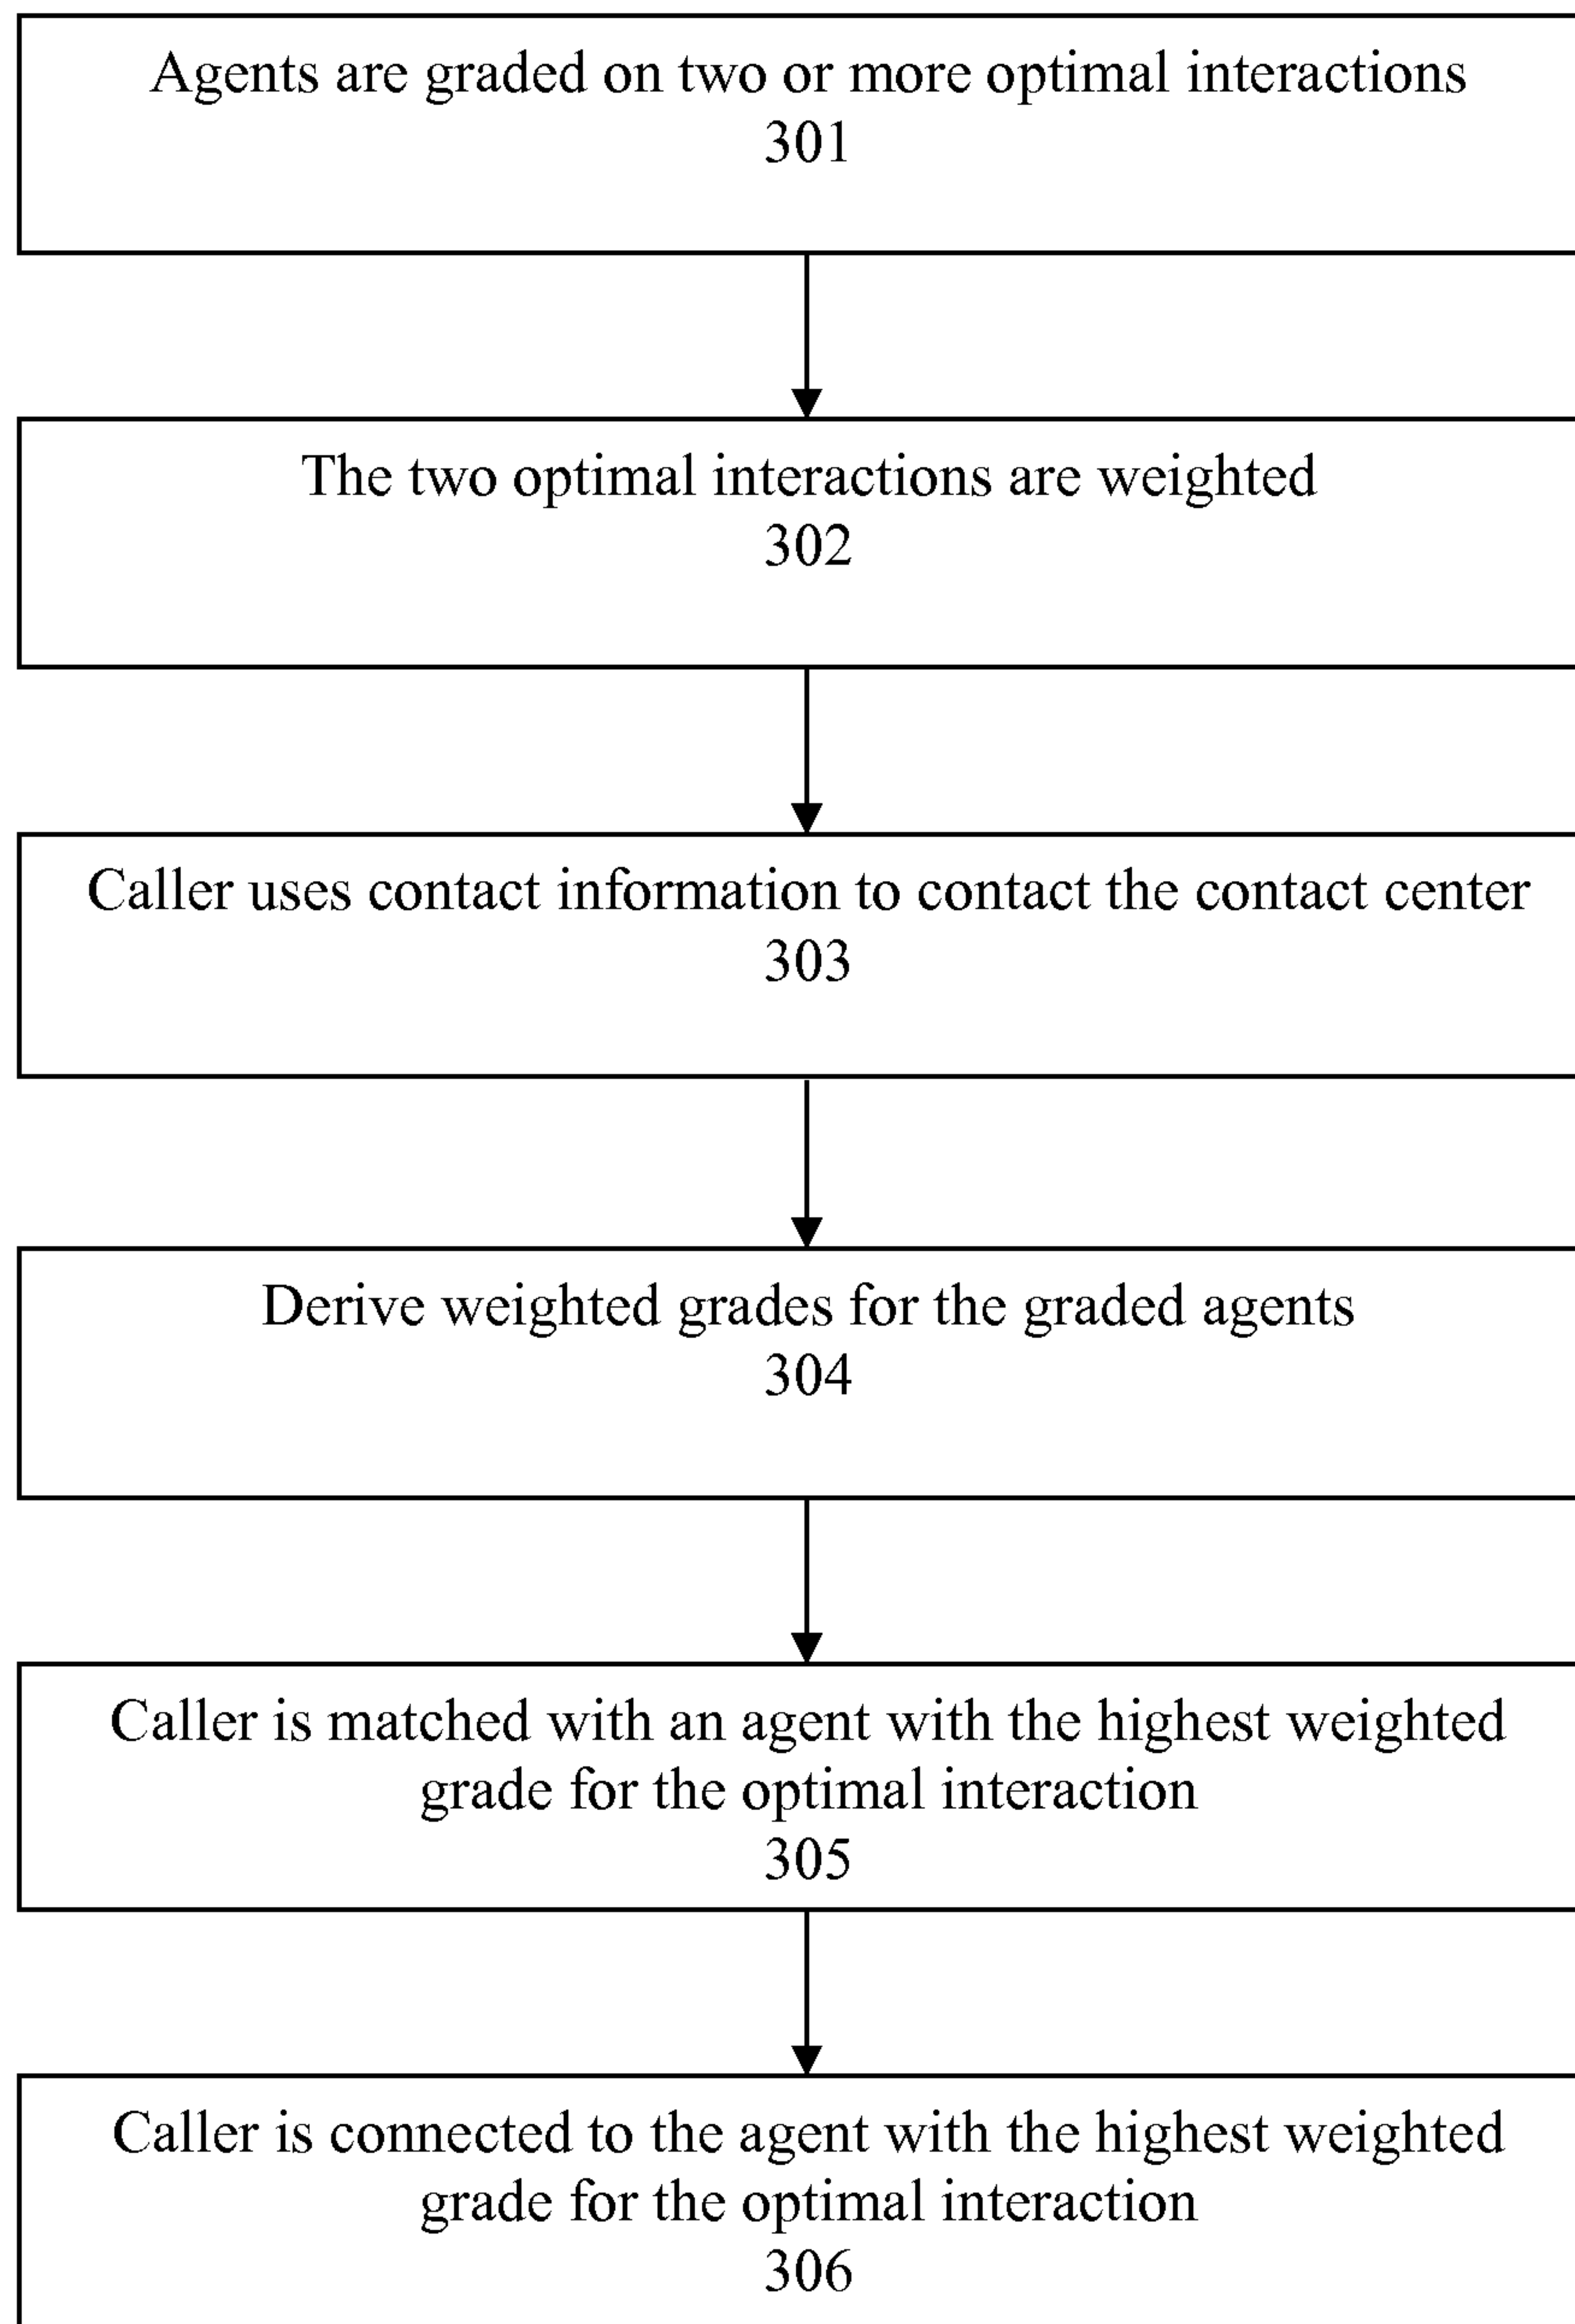 Agents are graded on two or more optimal interactions
301
The two optimal interactions are weighted
302
Caller uses contact information to contact the contact center
303
Derive weighted grades for the graded agents
304
Caller is matched with an agent with the highest weighted
grade for the optimal interaction
305
Caller is connected to the agent with the highest weighted
grade for the optimal interaction
306